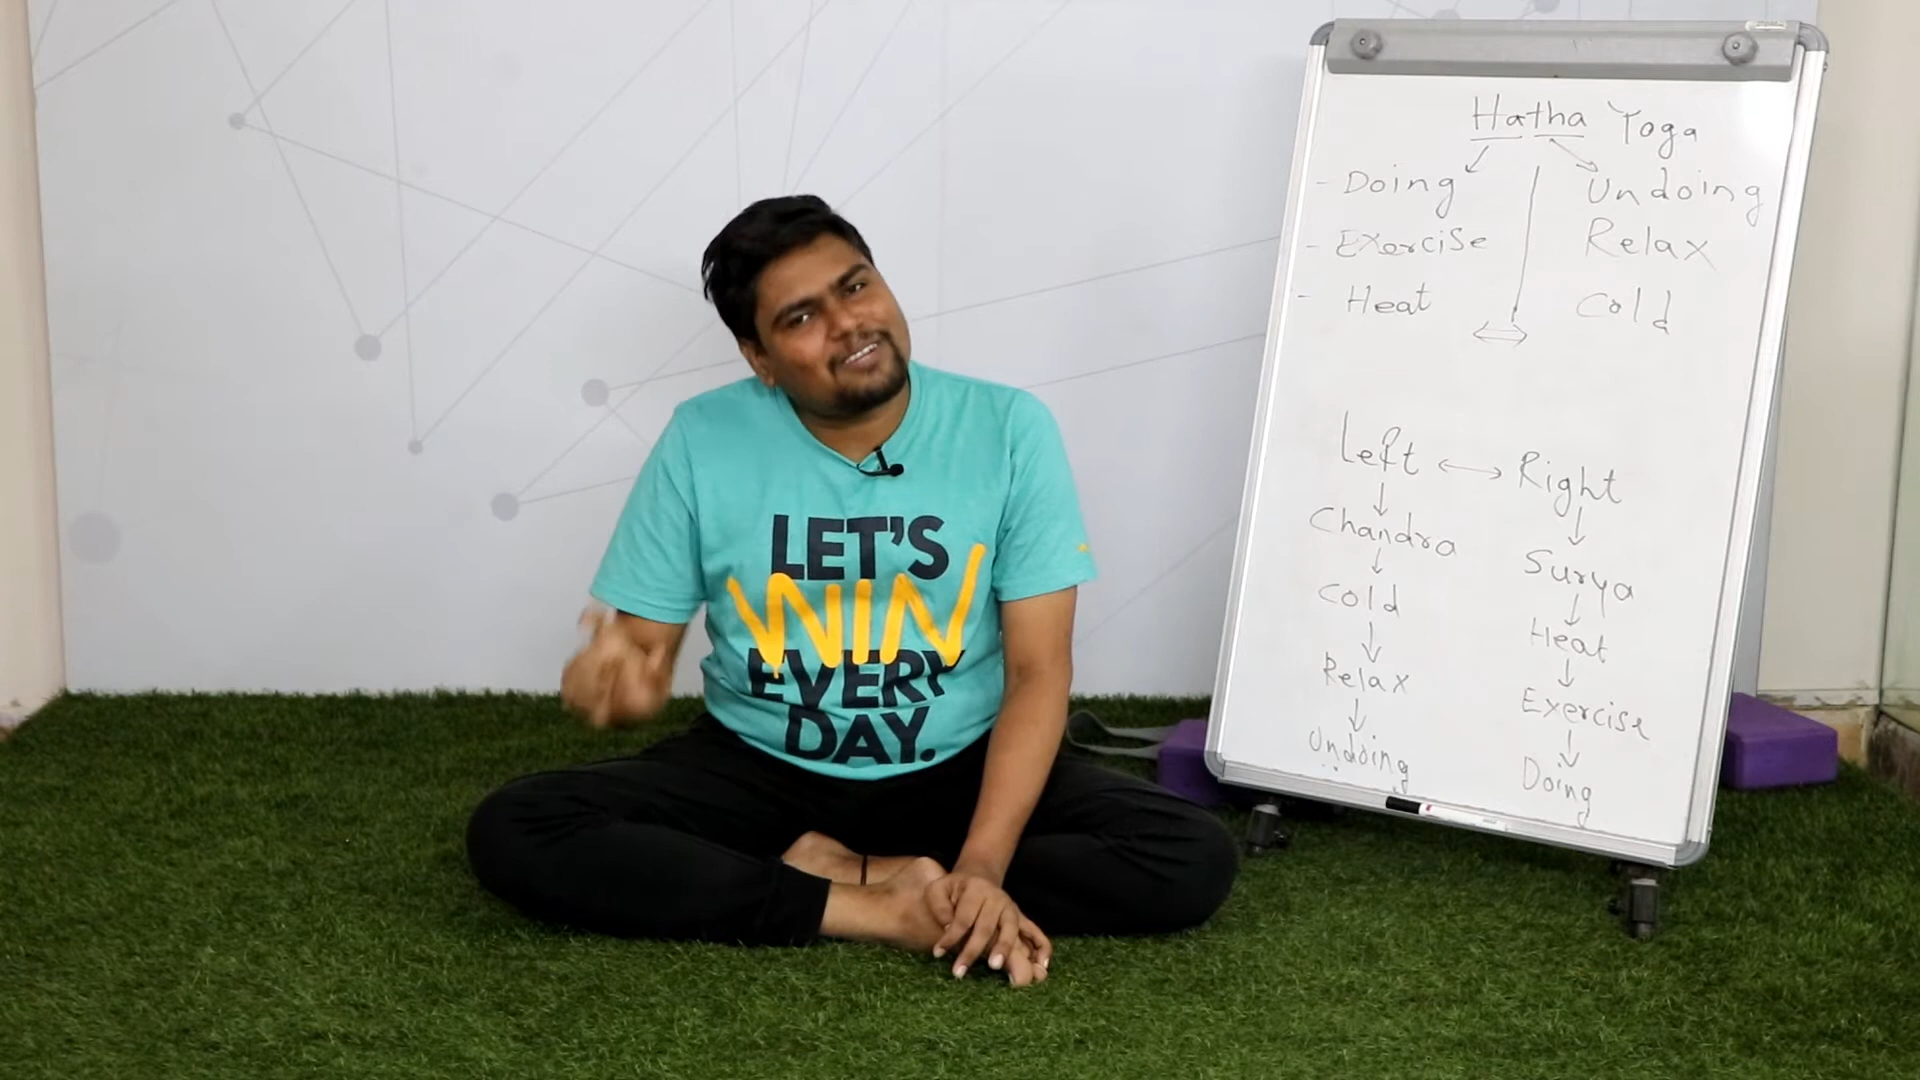 LET'S
WIN
EVERY
DAY.
Hatha Yoga
- Doing Undoing
- Exercise Relax
- Heat Cold
Left ↔ Right
Chandra Surya
Cold Heat
Relax Exercise
Undoing Doing